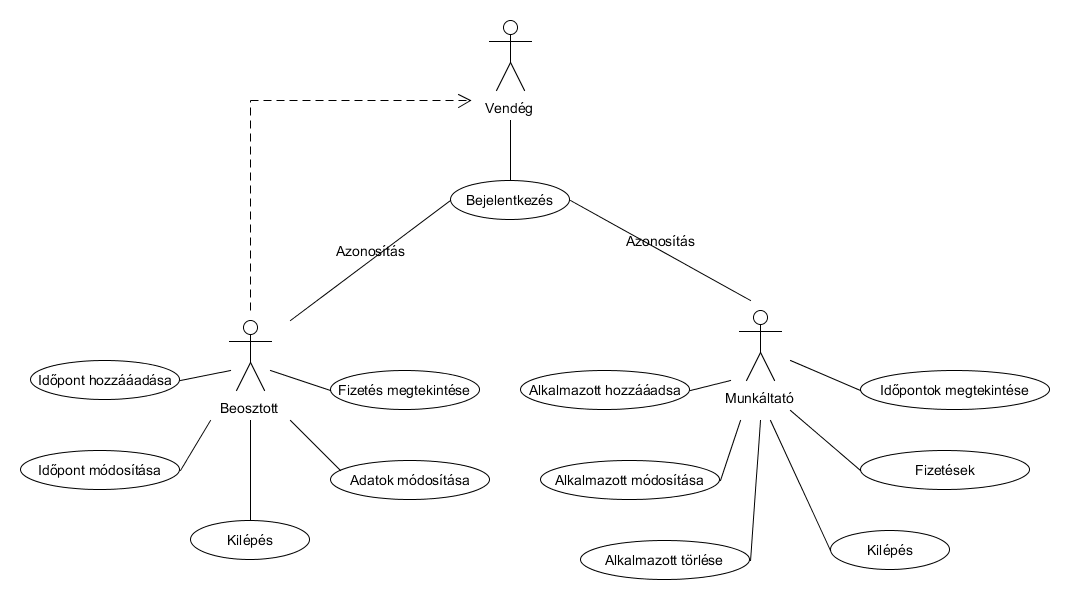 Vendég
Bejelentkezés
Azonosítás
Azonosítás
Időpont hozzááadása
Fizetés megtekintése
Beosztott
Időpont módosítása
Adatok módosítása
Kilépés
Alkalmazott hozzááadsa
Munkáltató
Időpontok megtekintése
Alkalmazott módosítása
Fizetések
Alkalmazott törlése
Kilépés